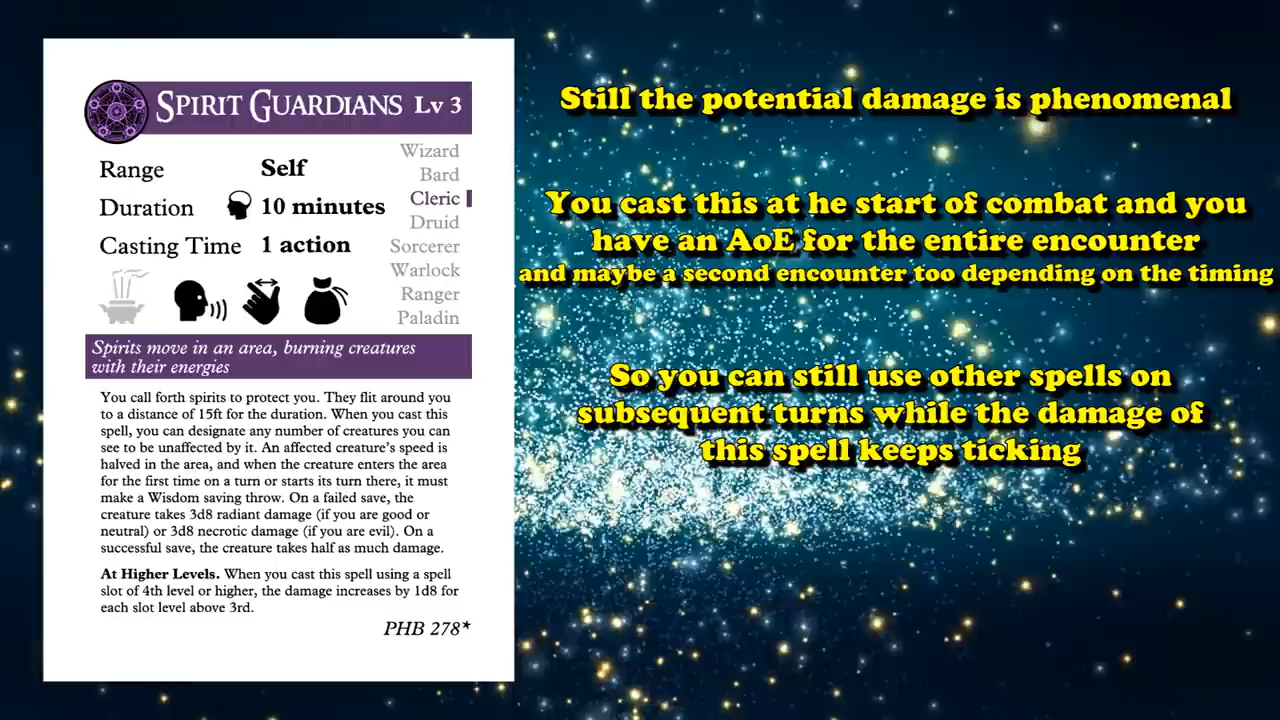 SPIRIT GUARDIANS Lv 3
Range Self
Duration 10 minutes
Casting Time 1 action
Wizard
Bard
Cleric
Druid
Sorcerer
Warlock
Ranger
Paladin
Spirits move in an area, burning creatures
with their energies
You call forth spirits to protect you. They flit around you
to a distance of 15ft for the duration. When you cast this
spell, you can designate any number of creatures you can
see to be unaffected by it. An affected creature's speed is
halved in the area, and when the creature enters the area
for the first time on a turn or starts its turn there, it must
make a Wisdom saving throw. On a failed save, the
creature takes 3d8 radiant damage (if you are good or
neutral) or 3d8 necrotic damage (if you are evil). On a
successful save, the creature takes half as much damage.
At Higher Levels. When you cast this spell using a spell
slot of 4th level or higher, the damage increases by 1d8 for
each slot level above 3rd.
PHB 278*
Still the potential damage is phenomenal
You cast this at he start of combat and you
have an AoE for the entire encounter
and maybe a second encounter too depending on the timing
So you can still use other spells on
subsequent turns while the damage of
this spell keeps ticking